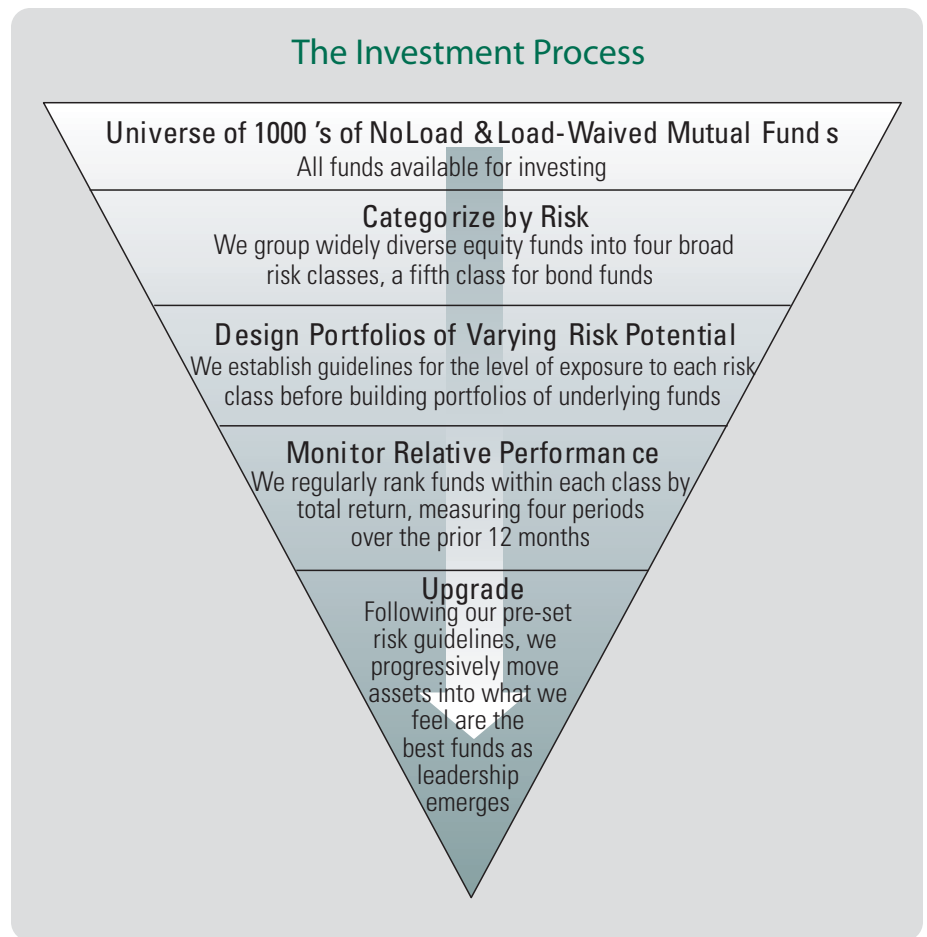 The Investment Process
Universe of 1000 's of NoLoad & Load-Waived Mutual Fund s
All funds available for investing
Catego rize by Risk
We group widely diverse equity funds into four broad
risk classes, a fifth class for bond funds
Design Portfolios of Varying Risk Potential
We establish guidelines for the level of exposure to each risk
class before building portfolios of underlying funds
Monitor Relative Performan ce
We regularly rank funds within each class by
total return, measuring four periods
over the prior 12 months
Upgrade
Following our pre-set
risk guidelines, we
progressively move
assets into what we
feel are the
best funds as
leadership
emerges